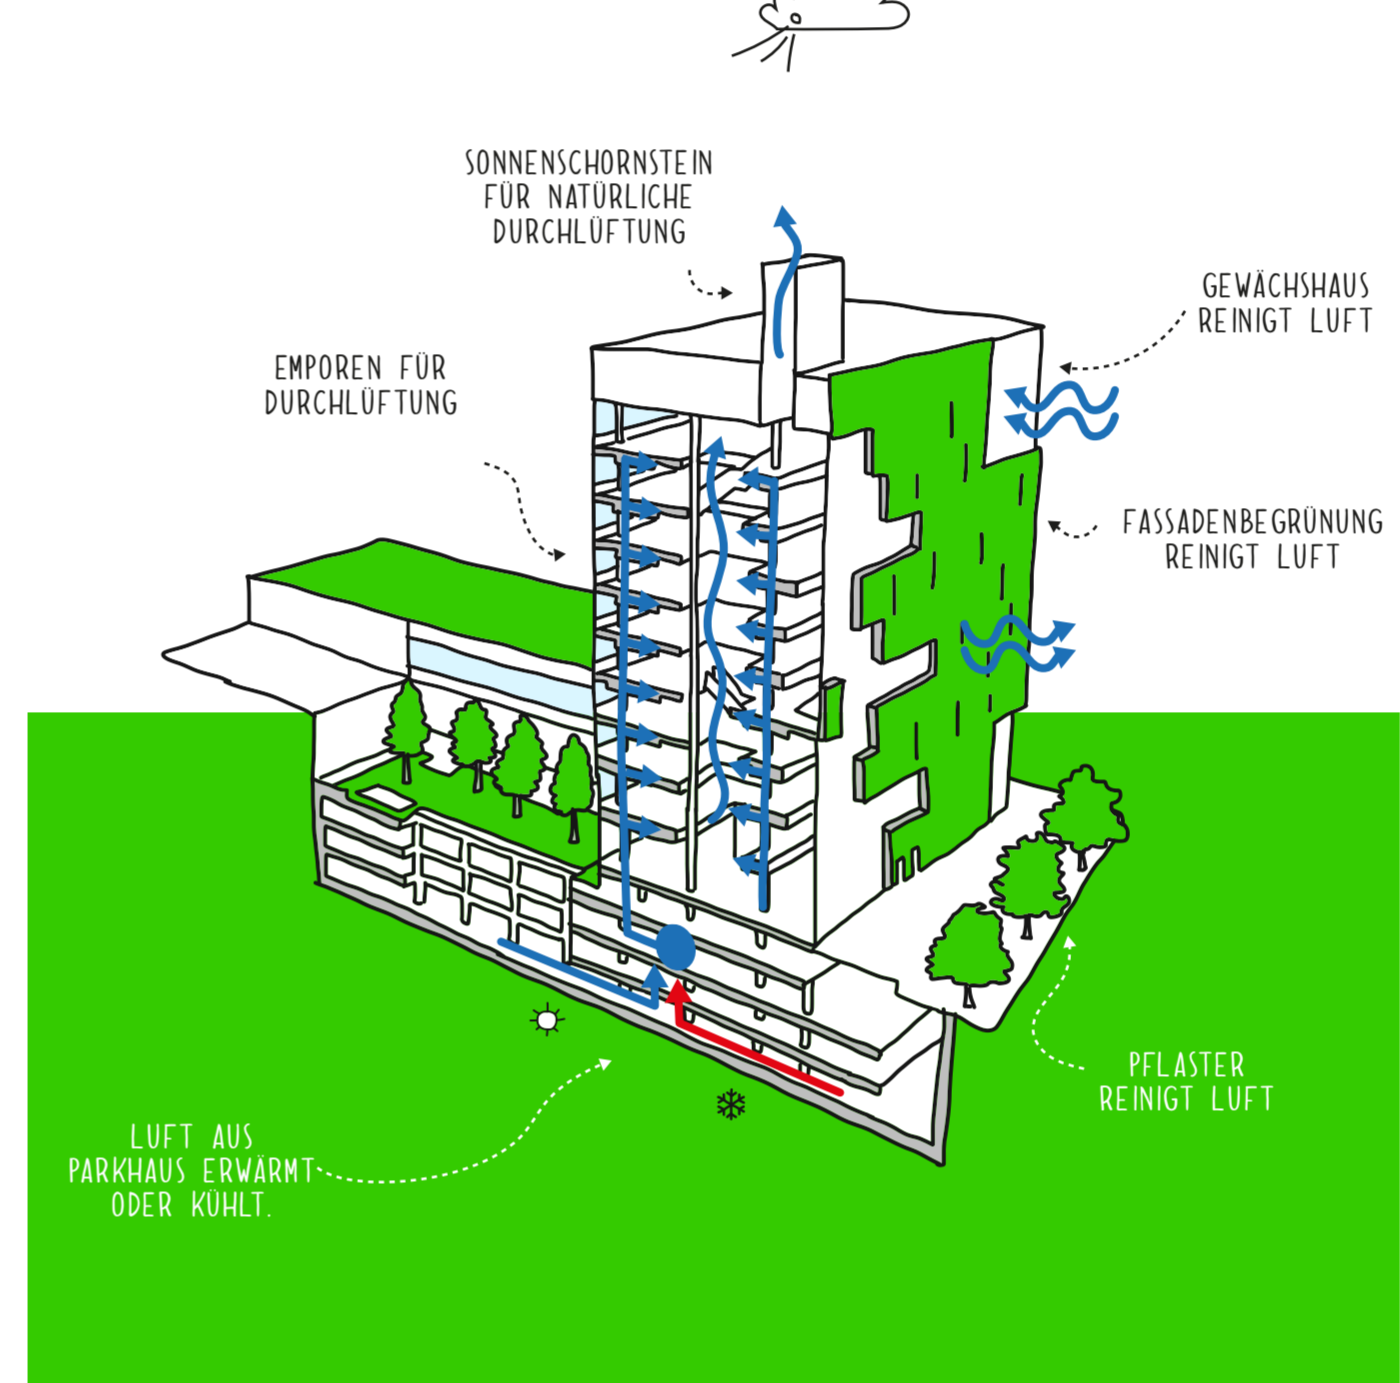 SONNENSCHORNSTEIN
FÜR NATÜRLICHE
DURCHLÜFTUNG
GEWÄCHSHAUS
REINIGT LUFT
EMPOREN FÜR
DURCHLÜFTUNG
FASSADENBEGRÜNUNG
REINIGT LUFT
PFLASTER
REINIGT LUFT
LUFT AUS
PARKHAUS ERWÄRMT
ODER KÜHLT.